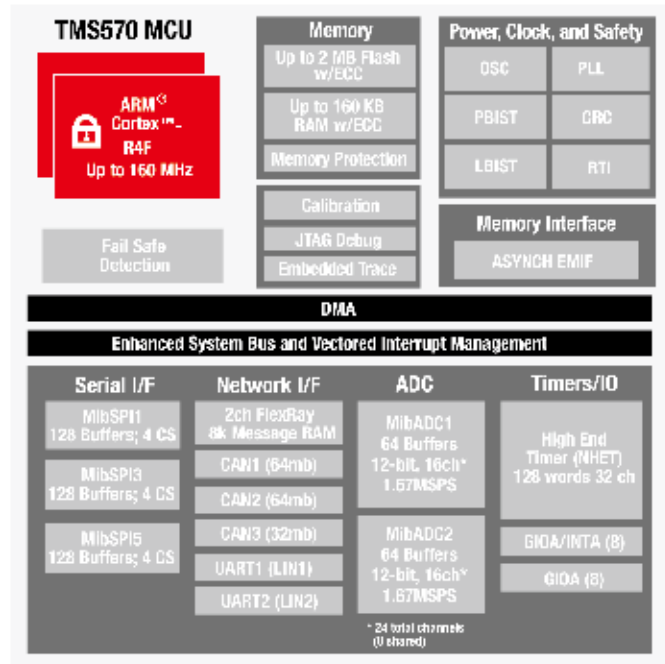 TMS570 MCU
ARM®
Cortex™-
R4F
Up to 160 MHz
Fail Safe
Detection
Memory
Up to 2 MB Flash
w/ECC
Up to 160 KB
RAM w/ECC
Memory Protection
Calibration
JTAG Debug
Embedded Trace
Power, Clock, and Safety
OSC
PLL
PBIST
CRC
LBIST
RTI
Memory Interface
ASYNCH EMIF
DMA
Enhanced System Bus and Vectored Interrupt Management
Serial I/F
MibSPI1
128 Buffers; 4 CS
MibSPI3
128 Buffers; 4 CS
MibSPI5
128 Buffers; 4 CS
Network I/F
2ch FlexRay
8k Message RAM
CAN1 (64mb)
CAN2 (64mb)
CAN3 (32mb)
UART1 (LIN1)
UART2 (LIN2)
ADC
MibADC1
64 Buffers
12-bit, 16ch*
1.67MSPS
MibADC2
64 Buffers
12-bit, 16ch*
1.67MSPS
* 24 total channels
shared)
Timers/IO
High End
Timer (NHET)
128 words 32 ch
GIOA/INTA (8)
GIOA (8)